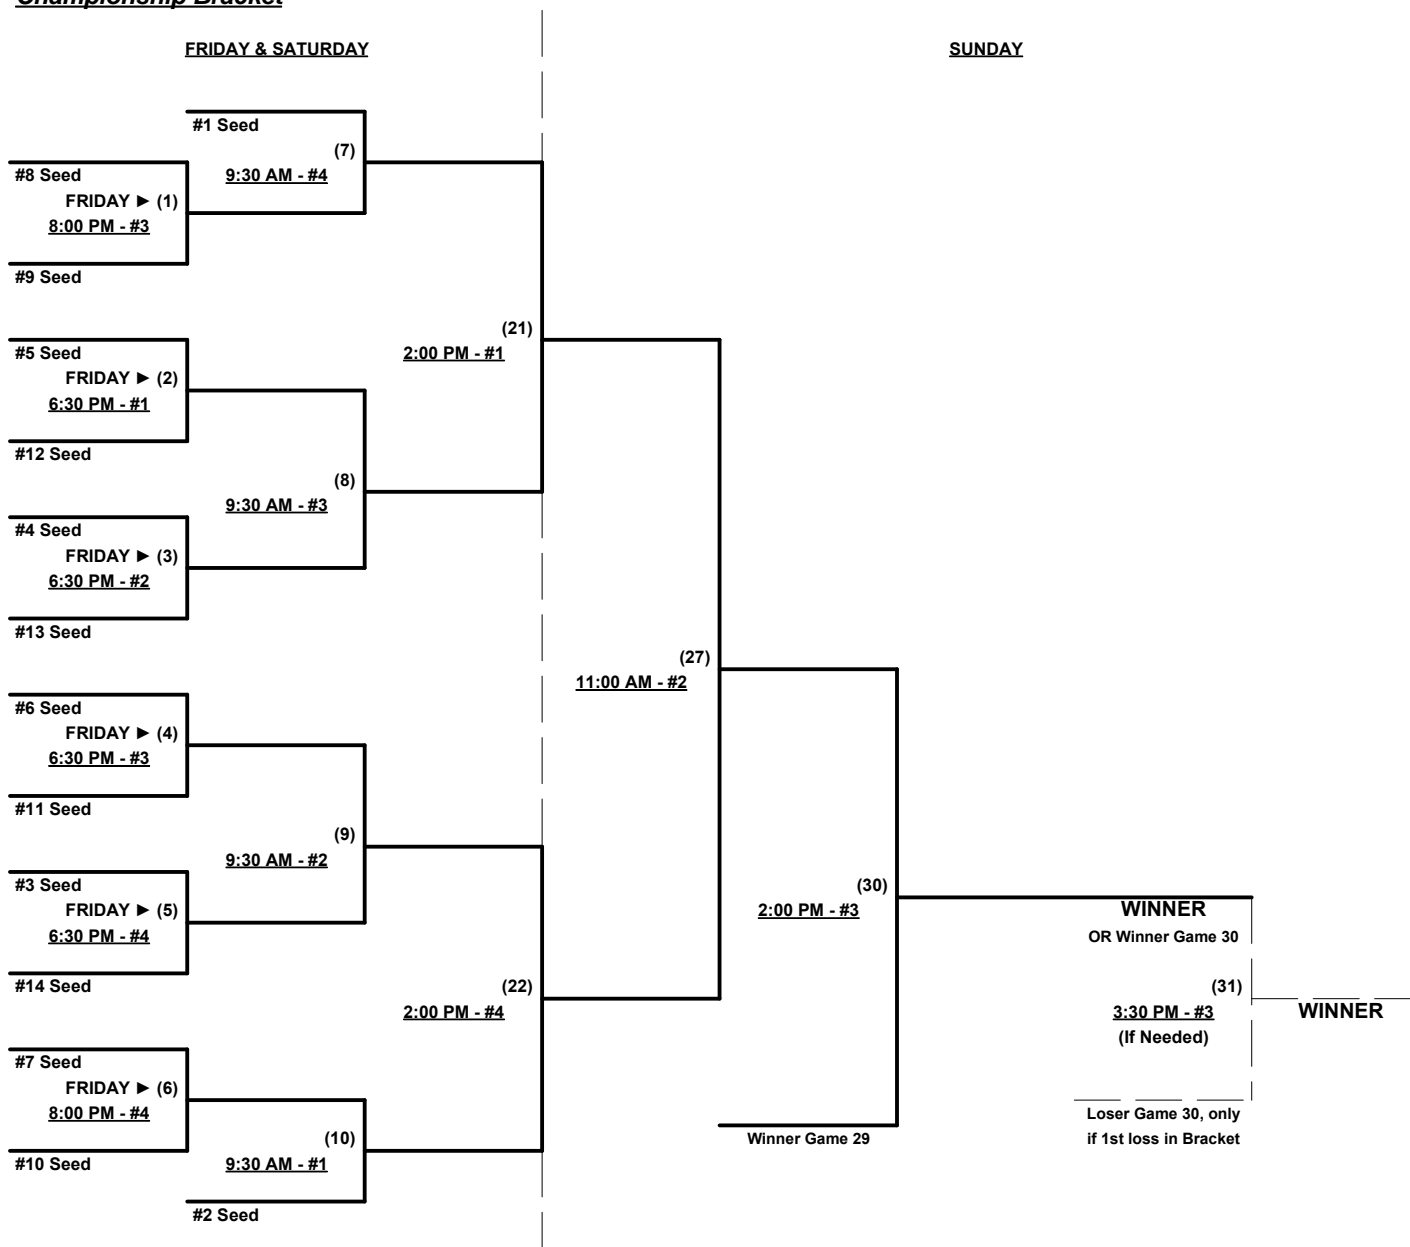 Championship Bracket
FRIDAY & SATURDAY
SUNDAY
#1 Seed
(7)
9:30 AM - #4
#8 Seed
FRIDAY ► (1)
8:00 PM - #3
#9 Seed
(21)
2:00 PM - #1
#5 Seed
FRIDAY ► (2)
6:30 PM - #1
#12 Seed
(8)
9:30 AM - #3
#4 Seed
FRIDAY ► (3)
6:30 PM - #2
#13 Seed
(27)
11:00 AM - #2
#6 Seed
FRIDAY ► (4)
6:30 PM - #3
#11 Seed
(9)
9:30 AM - #2
#3 Seed
FRIDAY ► (5)
6:30 PM - #4
#14 Seed
(30)
2:00 PM - #3
WINNER
OR Winner Game 30
(22)
2:00 PM - #4
(31)
3:30 PM - #3
(If Needed)
WINNER
#7 Seed
FRIDAY ► (6)
8:00 PM - #4
#10 Seed
(10)
9:30 AM - #1
#2 Seed
Winner Game 29
Loser Game 30, only
if 1st loss in Bracket